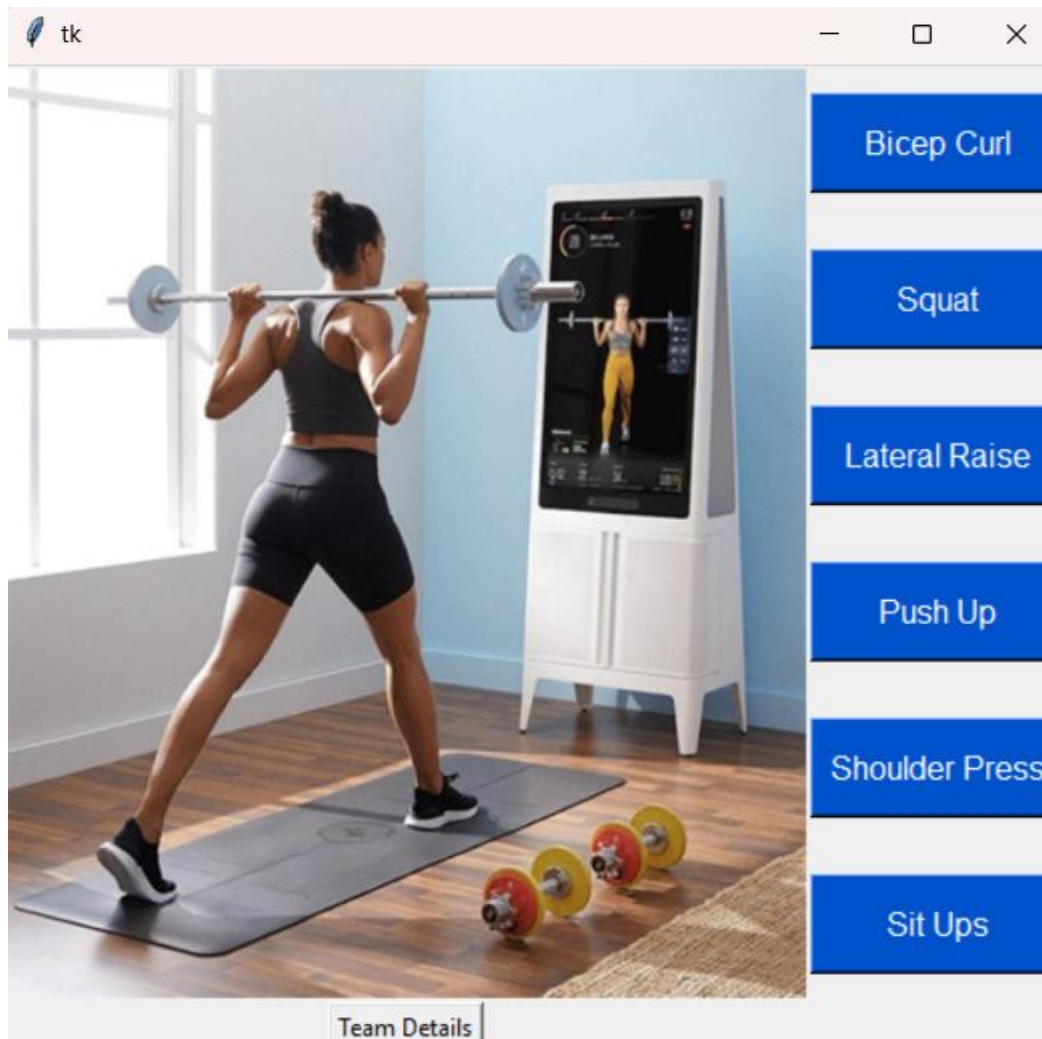 tk
Bicep Curl
Squat
Lateral Raise
Push Up
Shoulder Press
Sit Ups
Team Details